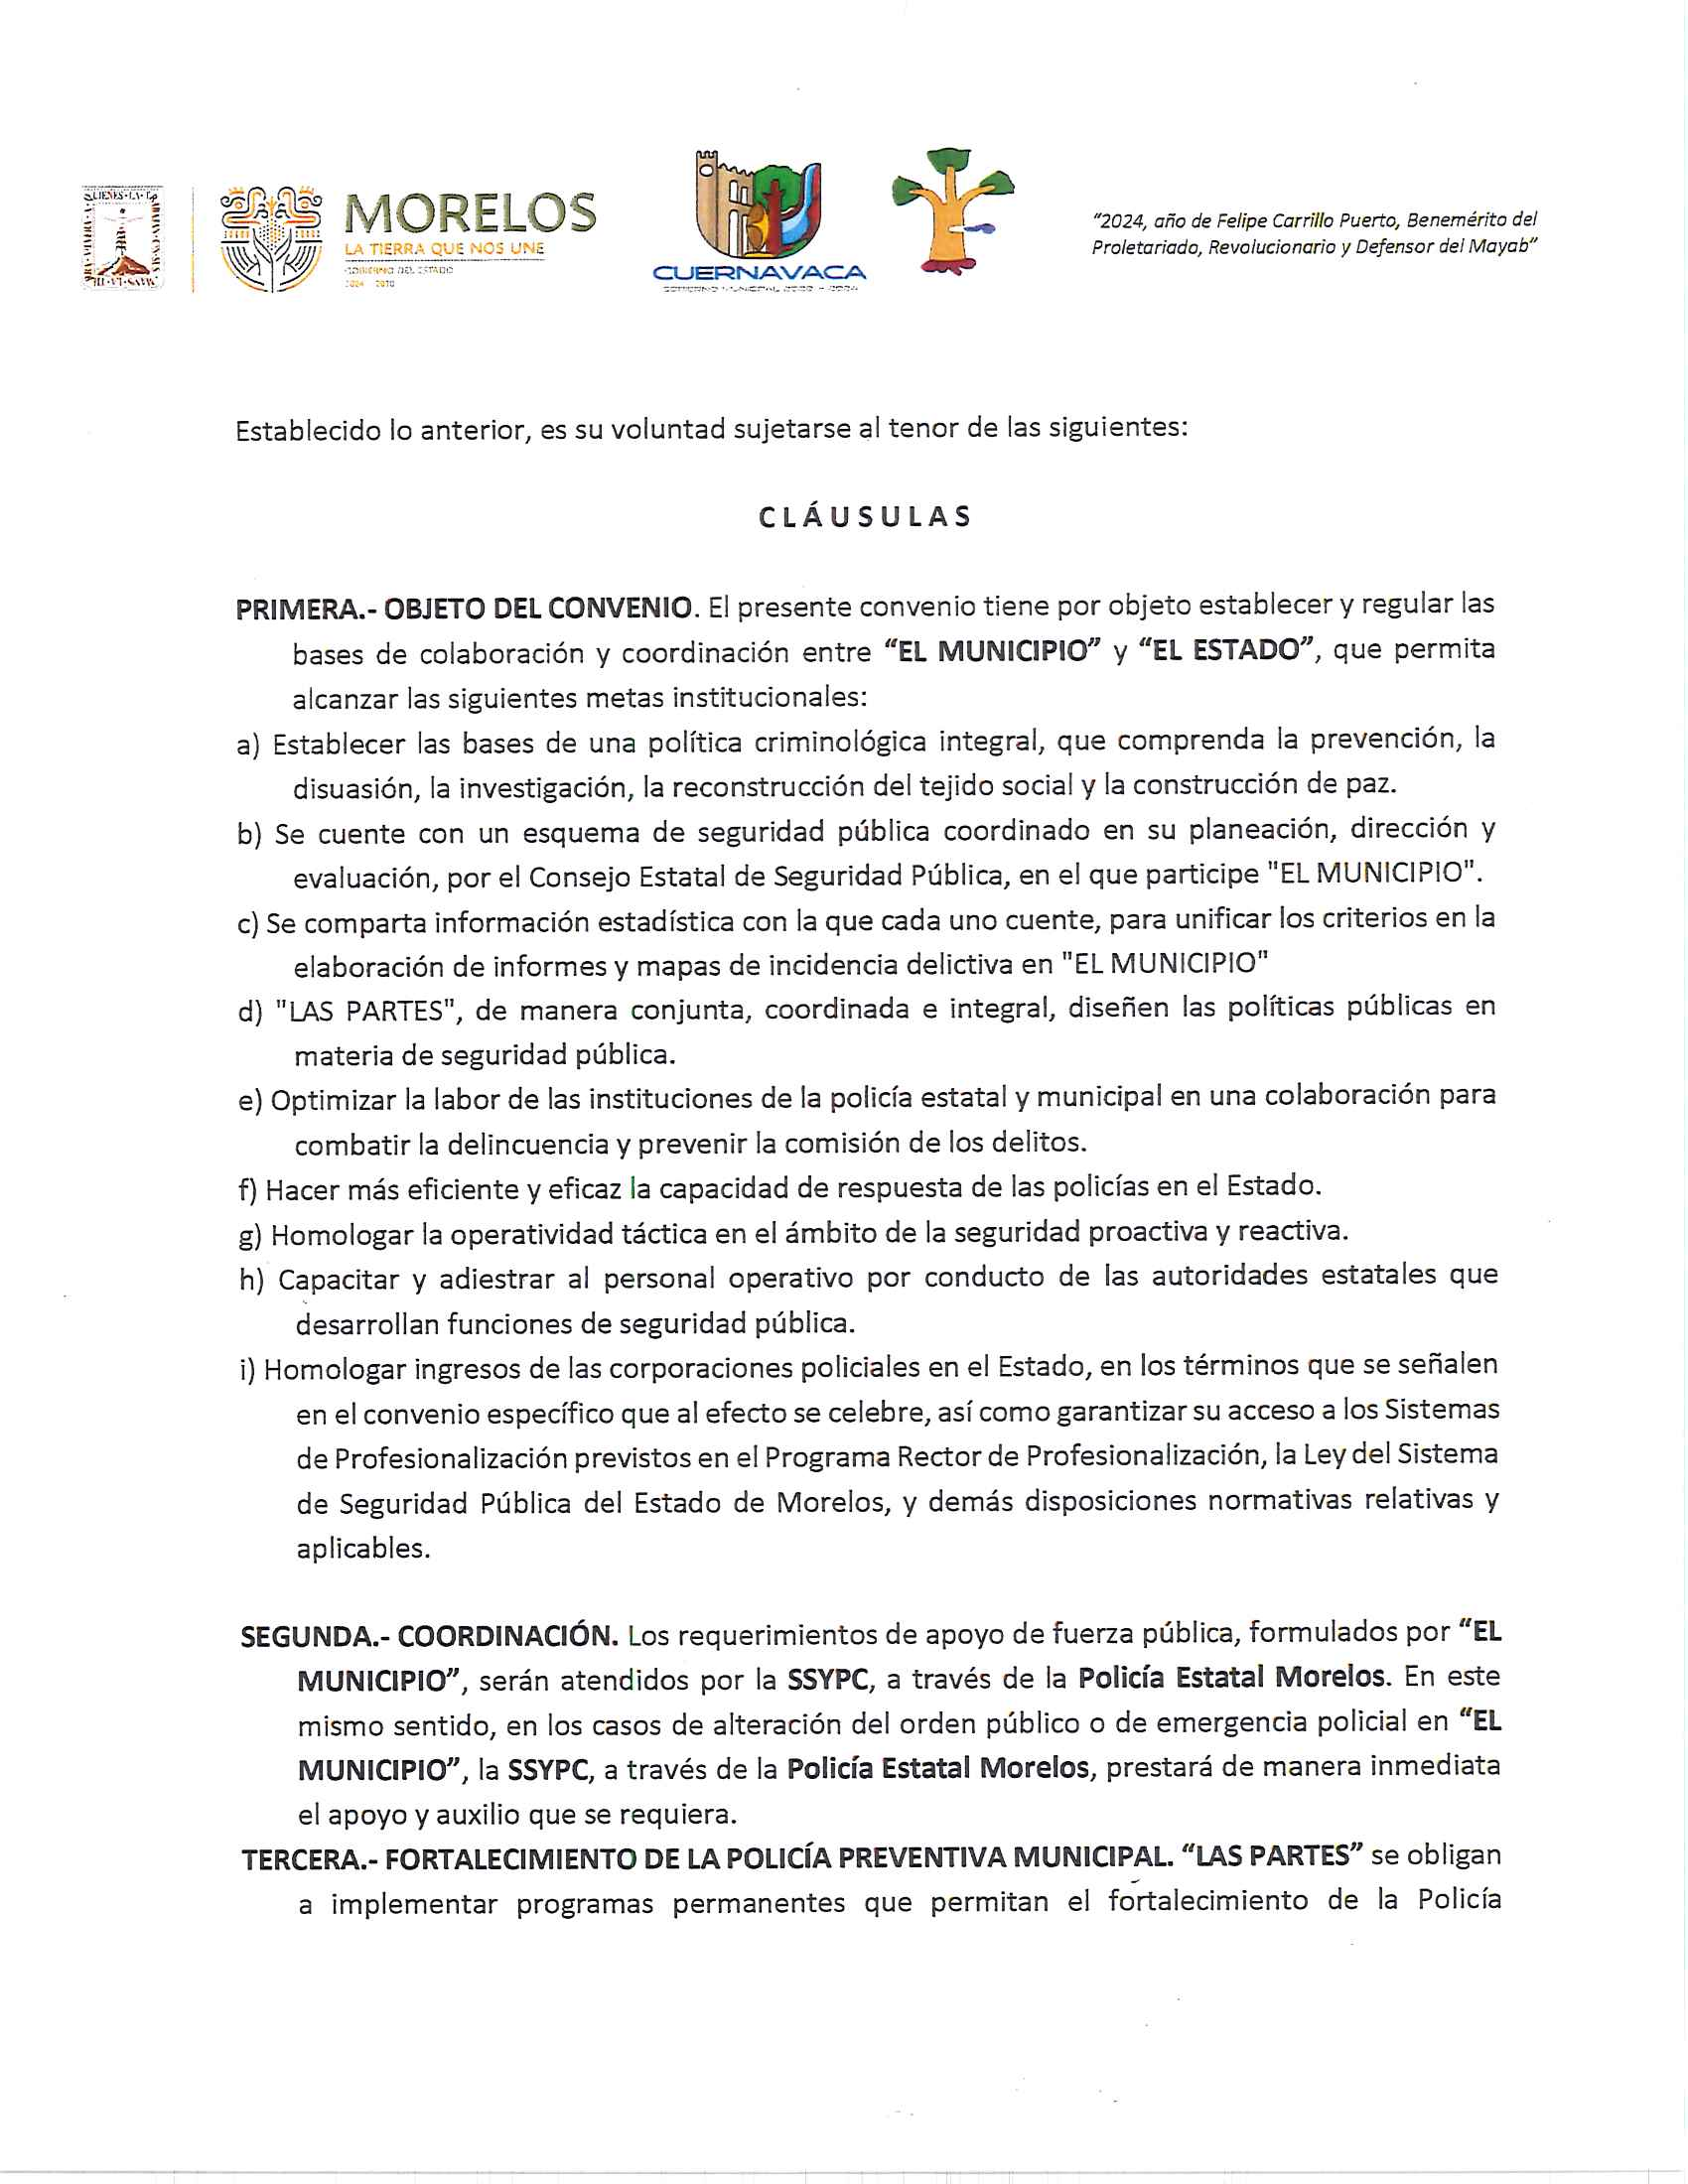 MORELOS
LA TIERRA QUE NOS UNE
GOBIERNO DEL ESTADO
CUERNAVACA
"2024, año de Felipe Carrillo Puerto, Benemérito del
Proletariado, Revolucionario y Defensor del Mayab"
Establecido lo anterior, es su voluntad sujetarse al tenor de las siguientes:
CLÁUSULAS
PRIMERA.- OBJETO DEL CONVENIO. El presente convenio tiene por objeto establecer y regular las
bases de colaboración y coordinación entre "EL MUNICIPIO" y "EL ESTADO", que permita
alcanzar las siguientes metas institucionales:
a) Establecer las bases de una política criminológica integral, que comprenda la prevención, la
disuasión, la investigación, la reconstrucción del tejido social y la construcción de paz.
b) Se cuente con un esquema de seguridad pública coordinado en su planeación, dirección y
evaluación, por el Consejo Estatal de Seguridad Pública, en el que participe "EL MUNICIPIO".
c) Se comparta información estadística con la que cada uno cuente, para unificar los criterios en la
elaboración de informes y mapas de incidencia delictiva en "EL MUNICIPIO"
d) "LAS PARTES", de manera conjunta, coordinada e integral, diseñen las políticas públicas en
materia de seguridad pública.
e) Optimizar la labor de las instituciones de la policía estatal y municipal en una colaboración para
combatir la delincuencia y prevenir la comisión de los delitos.
f) Hacer más eficiente y eficaz la capacidad de respuesta de las policías en el Estado.
g) Homologar la operatividad táctica en el ámbito de la seguridad proactiva y reactiva.
h) Capacitar y adiestrar al personal operativo por conducto de las autoridades estatales que
desarrollan funciones de seguridad pública.
i) Homologar ingresos de las corporaciones policiales en el Estado, en los términos que se señalen
en el convenio específico que al efecto se celebre, así como garantizar su acceso a los Sistemas
de Profesionalización previstos en el Programa Rector de Profesionalización, la Ley del Sistema
de Seguridad Pública del Estado de Morelos, y demás disposiciones normativas relativas y
aplicables.
SEGUNDA.- COORDINACIÓN. Los requerimientos de apoyo de fuerza pública, formulados por "EL
MUNICIPIO", serán atendidos por la SSYPC, a través de la Policía Estatal Morelos. En este
mismo sentido, en los casos de alteración del orden público o de emergencia policial en "EL
MUNICIPIO", la SSYPC, a través de la Policía Estatal Morelos, prestará de manera inmediata
el apoyo y auxilio que se requiera.
TERCERA.- FORTALECIMIENTO DE LA POLICÍA PREVENTIVA MUNICIPAL. "LAS PARTES" se obligan
a implementar programas permanentes que permitan el fortalecimiento de la Policía